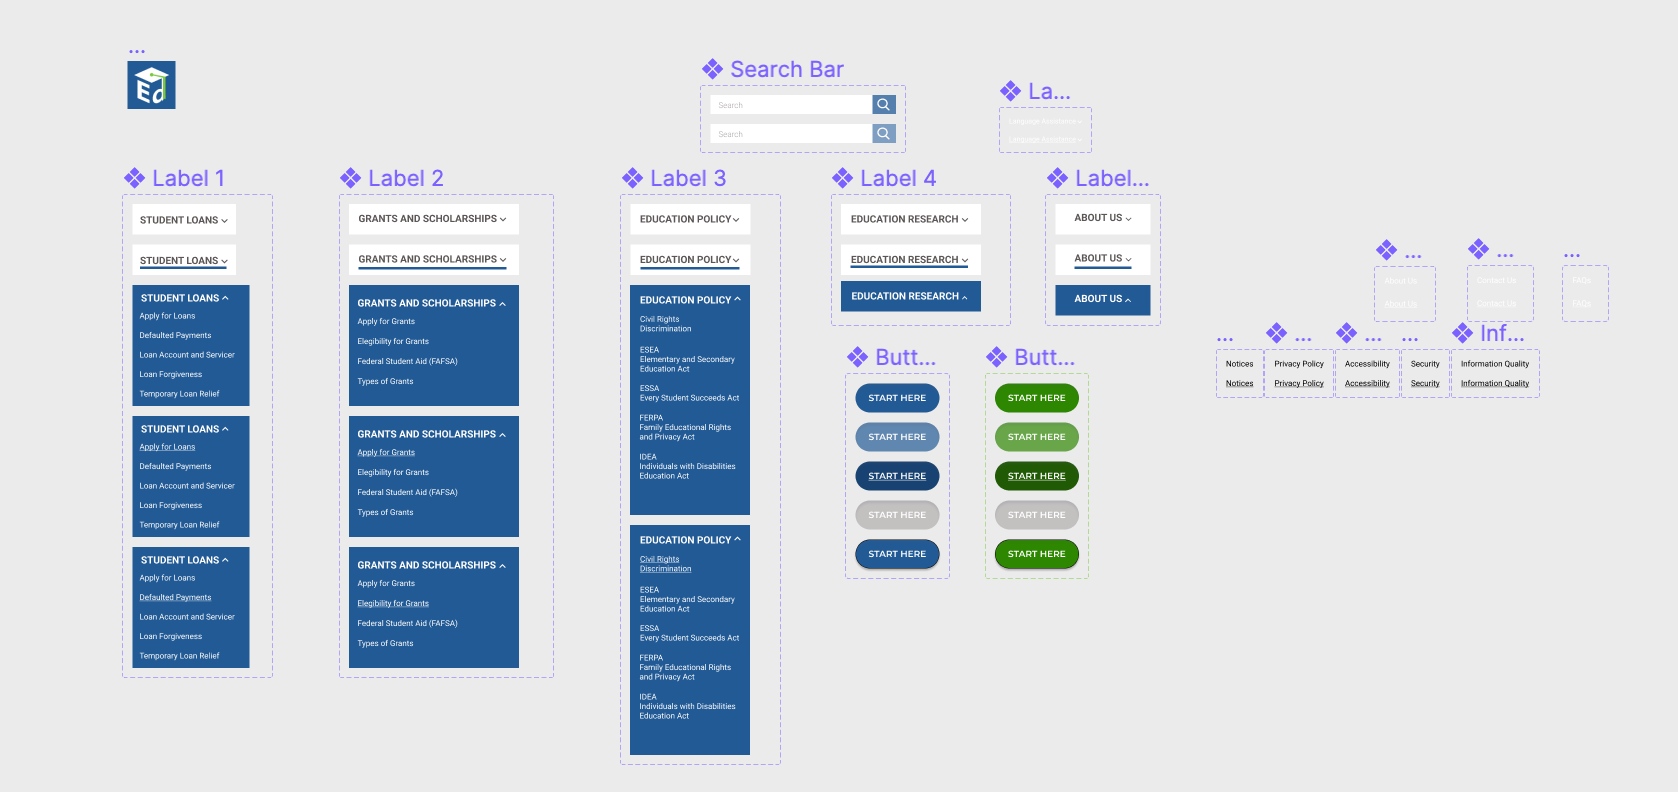 ...
Ed
Search Bar
Search
Search
La...
Language Assistance
Language Assistance
Label 1
STUDENT LOANS
STUDENT LOANS
STUDENT LOANS
Apply for Loans
Defaulted Payments
Loan Account and Servicer
Loan Forgiveness
Temporary Loan Relief
STUDENT LOANS
Apply for Loans
Defaulted Payments
Loan Account and Servicer
Loan Forgiveness
Temporary Loan Relief
STUDENT LOANS
Apply for Loans
Defaulted Payments
Loan Account and Servicer
Loan Forgiveness
Temporary Loan Relief
Label 2
GRANTS AND SCHOLARSHIPS
GRANTS AND SCHOLARSHIPS
GRANTS AND SCHOLARSHIPS
Apply for Grants
Elegibility for Grants
Federal Student Aid (FAFSA)
Types of Grants
GRANTS AND SCHOLARSHIPS
Apply for Grants
Elegibility for Grants
Federal Student Aid (FAFSA)
Types of Grants
GRANTS AND SCHOLARSHIPS
Apply for Grants
Elegibility for Grants
Federal Student Aid (FAFSA)
Types of Grants
Label 3
EDUCATION POLICY
EDUCATION POLICY
EDUCATION POLICY
Civil Rights
Discrimination
ESEA
Elementary and Secondary
Education Act
ESSA
Every Student Succeeds Act
FERPA
Family Educational Rights
and Privacy Act
IDEA
Individuals with Disabilities
Education Act
EDUCATION POLICY
Civil Rights
Discrimination
ESEA
Elementary and Secondary
Education Act
ESSA
Every Student Succeeds Act
FERPA
Family Educational Rights
and Privacy Act
IDEA
Individuals with Disabilities
Education Act
Label 4
EDUCATION RESEARCH
EDUCATION RESEARCH
EDUCATION RESEARCH
Label...
ABOUT US
ABOUT US
ABOUT US
Butt...
START HERE
START HERE
START HERE
START HERE
START HERE
Butt...
START HERE
START HERE
START HERE
START HERE
START HERE
...
About Us
About Us
...
Contact Us
Contact Us
...
FAQs
FAQs
...
Notices
Notices
...
Privacy Policy
Privacy Policy
...
Accessibility
Accessibility
...
Security
Security
Inf...
Information Quality
Information Quality